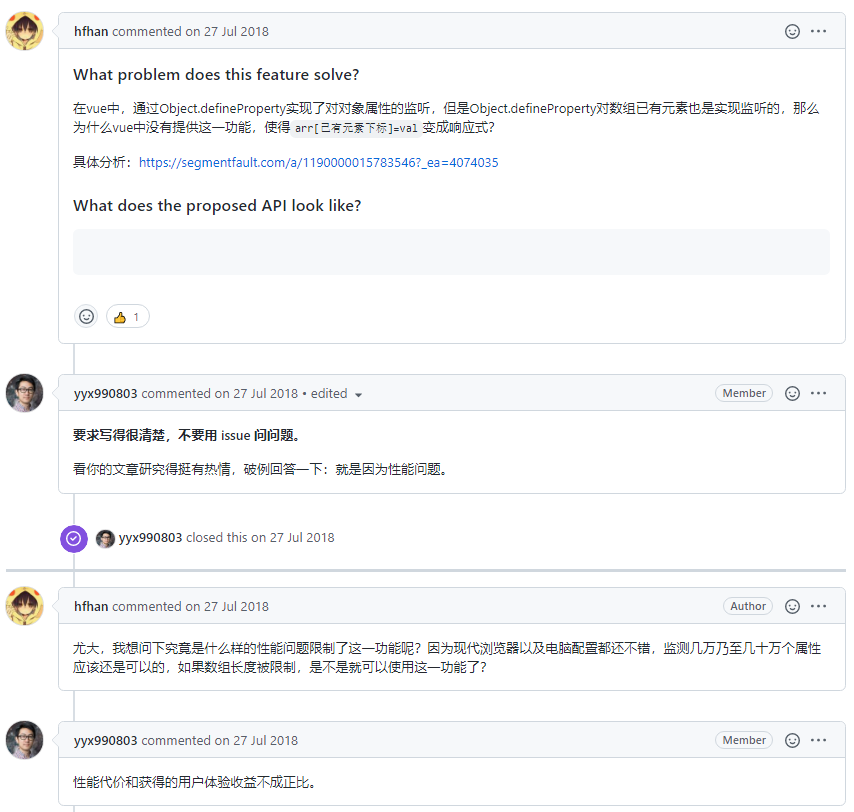 hfhan commented on 27 Jul 2018
What problem does this feature solve?
在vue中，通过Object.defineProperty实现了对对象属性的监听，但是Object.defineProperty对数组已有元素也是实现监听的，那么
为什么vue中没有提供这一功能，使得 arr[已有元素下标]=val 变成响应式？
具体分析：https://segmentfault.com/a/1190000015783546?_ea=4074035
What does the proposed API look like?
👍 1
yyx990803 commented on 27 Jul 2018 • edited
Member
要求写得很清楚，不要用 issue 问问题。
看你的文章研究得挺有热情，破例回答一下：就是因为性能问题。
yyx990803 closed this on 27 Jul 2018
hfhan commented on 27 Jul 2018
Author
尤大，我想问下究竟是什么样的性能问题限制了这一功能呢？因为现代浏览器以及电脑配置都还不错，监测几万乃至几十万个属性
应该还是可以的，如果数组长度被限制，是不是就可以使用这一功能了？
yyx990803 commented on 27 Jul 2018
Member
性能代价和获得的用户体验收益不成正比。